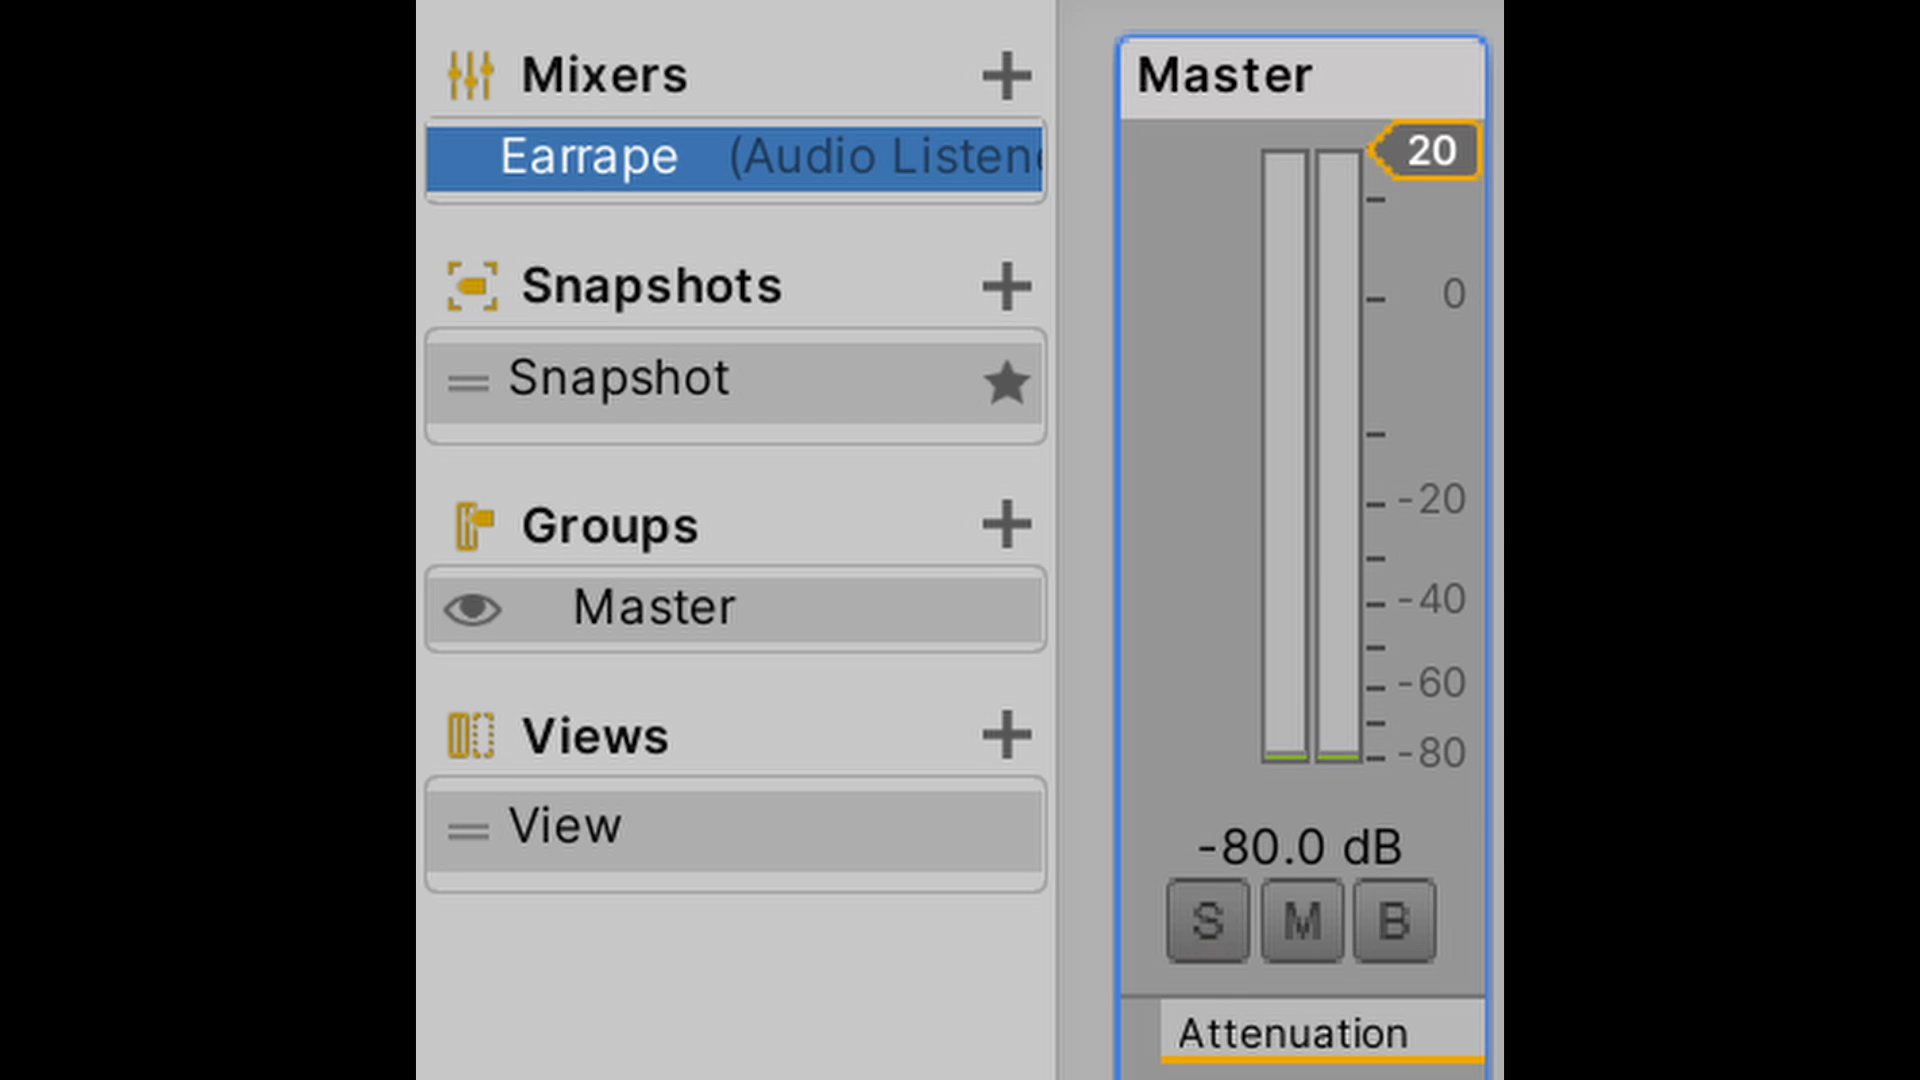 Mixers
Earrape (Audio Listene
Snapshots
Snapshot
Groups
Master
Views
View
Master
20
0
-20
-40
-60
-80
-80.0 dB
S M B
Attenuation